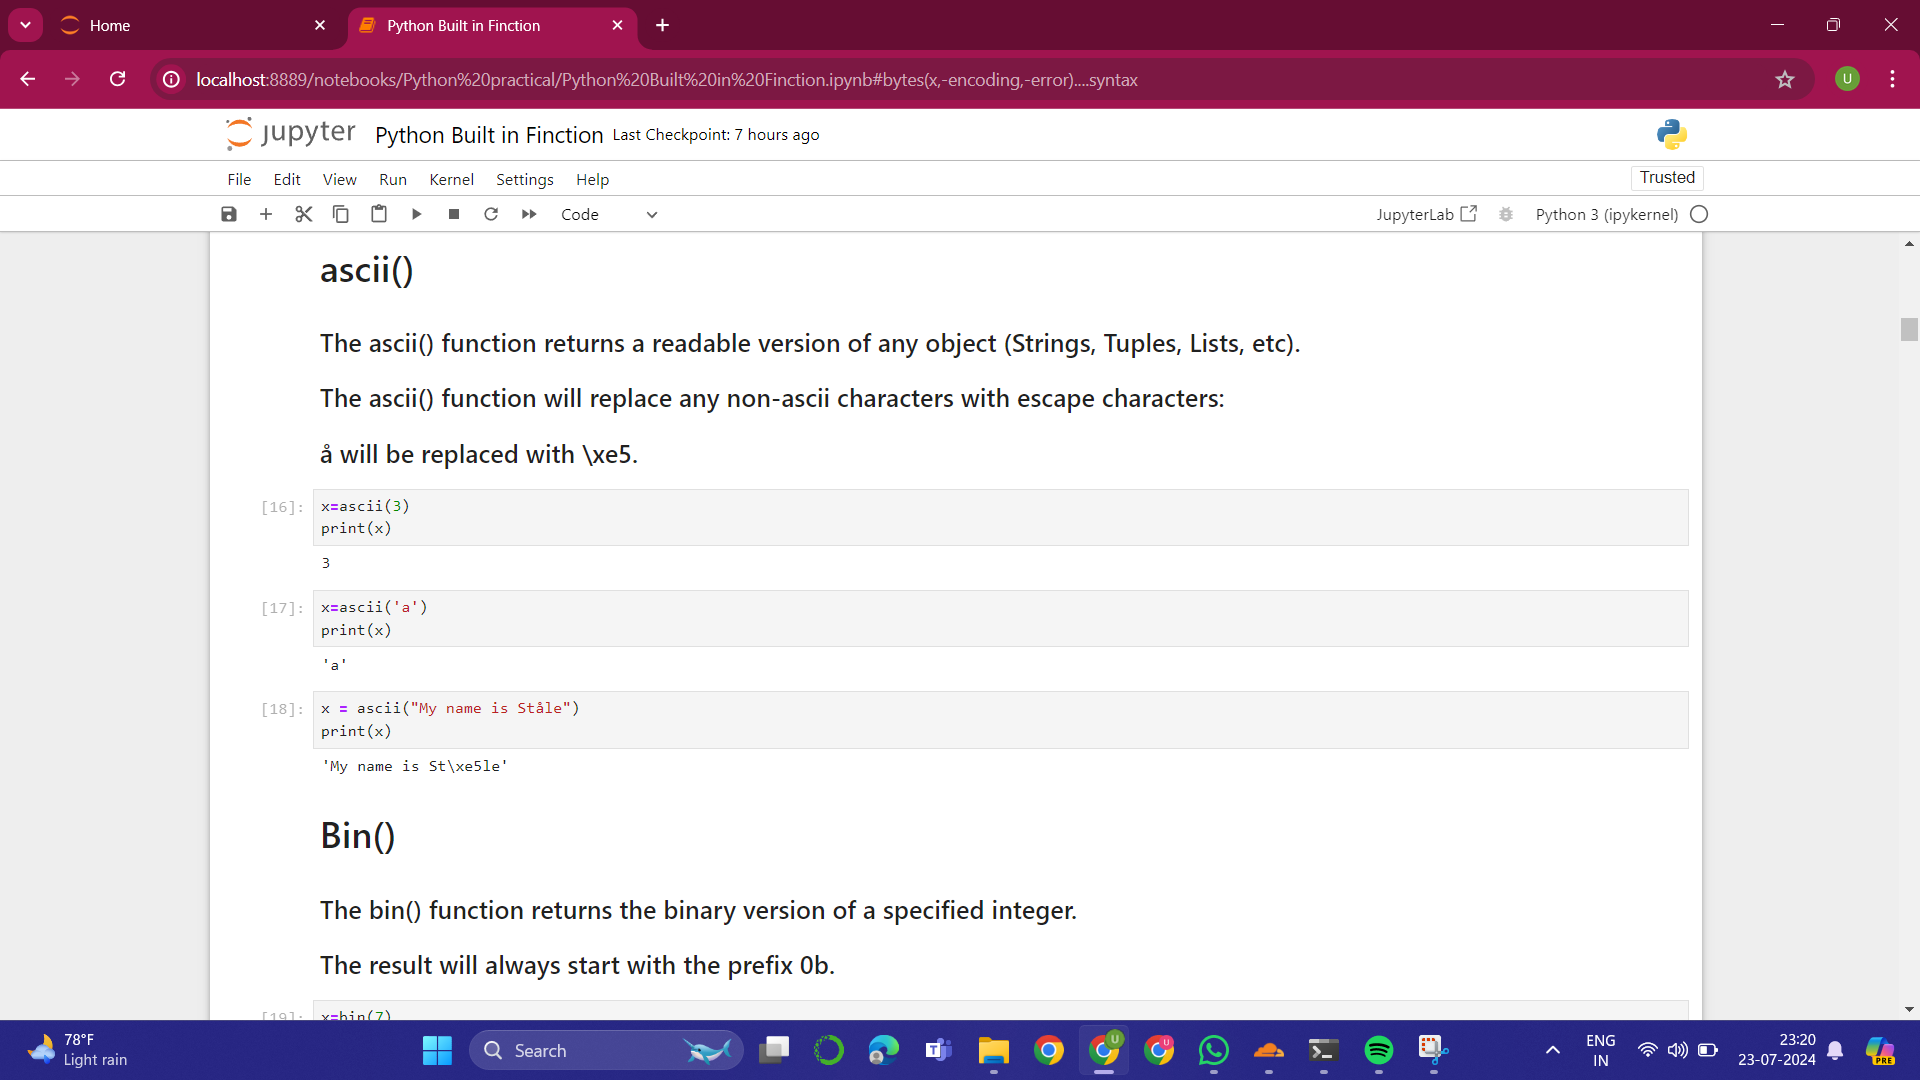 Home
Python Built in Finction
localhost:8889/notebooks/Python%20practical/Python%20Built%20in%20Finction.ipynb#bytes(x,-encoding,-error)....syntax
U
jupyter Python Built in Finction Last Checkpoint: 7 hours ago
File Edit View Run Kernel Settings Help
Trusted
Code
JupyterLab
Python 3 (ipykernel)
ascii()
The ascii() function returns a readable version of any object (Strings, Tuples, Lists, etc).
The ascii() function will replace any non-ascii characters with escape characters:
å will be replaced with \xe5.
[16]: x=ascii(3)
print(x)
3
[17]: x=ascii('a')
print(x)
'a'
[18]: x = ascii("My name is Ståle")
print(x)
'My name is St\xe5le'
Bin()
The bin() function returns the binary version of a specified integer.
The result will always start with the prefix 0b.
[19]: x=bin(7)
78°F
Light rain
Search
U
U
ENG
IN
23:20
23-07-2024
PRE